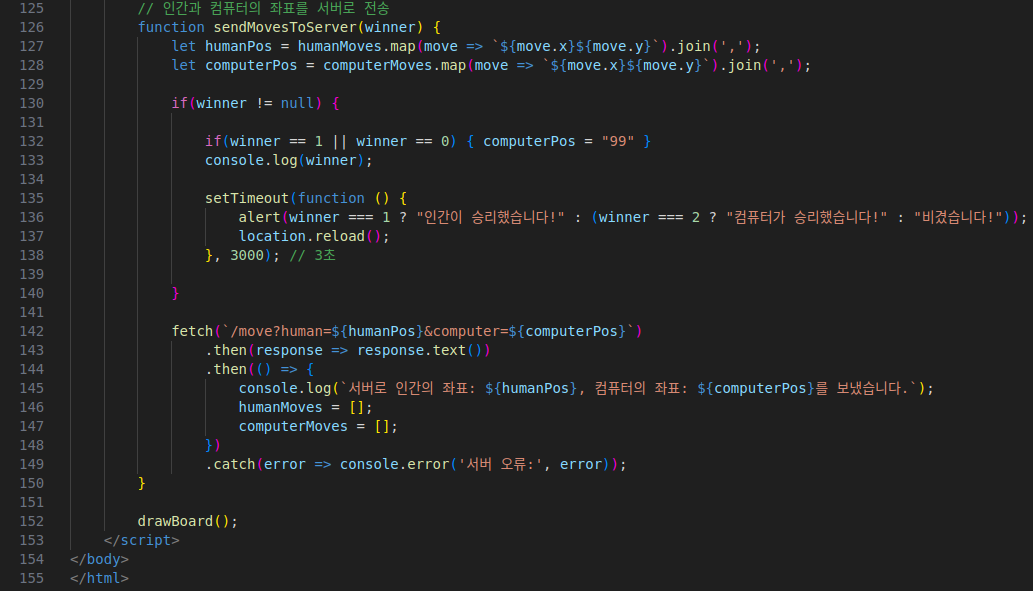 125 // 인간과 컴퓨터의 좌표를 서버로 전송
126 function sendMovesToServer(winner) {
127 let humanPos = humanMoves.map(move => `${move.x}${move.y}`).join(',');
128 let computerPos = computerMoves.map(move => `${move.x}${move.y}`).join(',');
129
130 if(winner != null) {
131
132 if(winner == 1 || winner == 0) { computerPos = "99" }
133 console.log(winner);
134
135 setTimeout(function () {
136 alert(winner === 1 ? "인간이 승리했습니다!" : (winner === 2 ? "컴퓨터가 승리했습니다!" : "비겼습니다!"));
137 location.reload();
138 }, 3000); // 3초
139
140 }
141
142 fetch(`/move?human=${humanPos}&computer=${computerPos}`)
143 .then(response => response.text())
144 .then(() => {
145 console.log(`서버로 인간의 좌표: ${humanPos}, 컴퓨터의 좌표: ${computerPos}를 보냈습니다.`);
146 humanMoves = [];
147 computerMoves = [];
148 })
149 .catch(error => console.error('서버 오류:', error));
150 }
151
152 drawBoard();
153 </script>
154 </body>
155 </html>